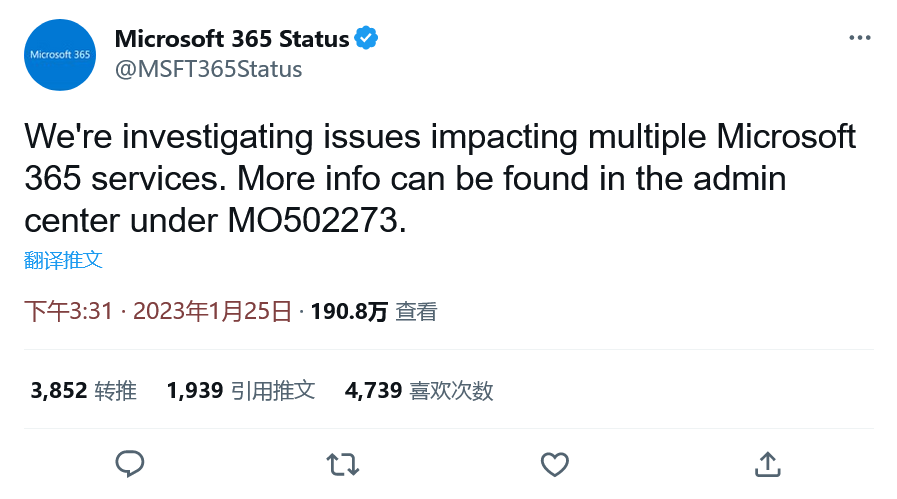 Microsoft 365
Microsoft 365 Status
@MSFT365Status
We're investigating issues impacting multiple Microsoft
365 services. More info can be found in the admin
center under MO502273.
翻译推文
下午3:31 · 2023年1月25日 · 190.8万 查看
3,852 转推 1,939 引用推文 4,739 喜欢次数